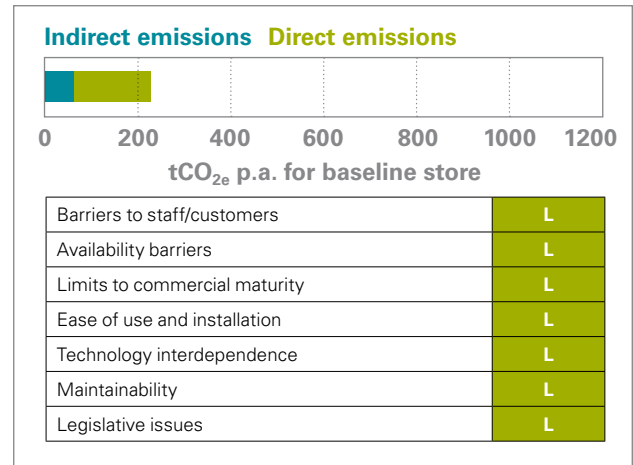 Indirect emissions Direct emissions
0 200 400 600 800 1000 1200
tCO2e p.a. for baseline store
Barriers to staff/customers L
Availability barriers L
Limits to commercial maturity L
Ease of use and installation L
Technology interdependence L
Maintainability L
Legislative issues L